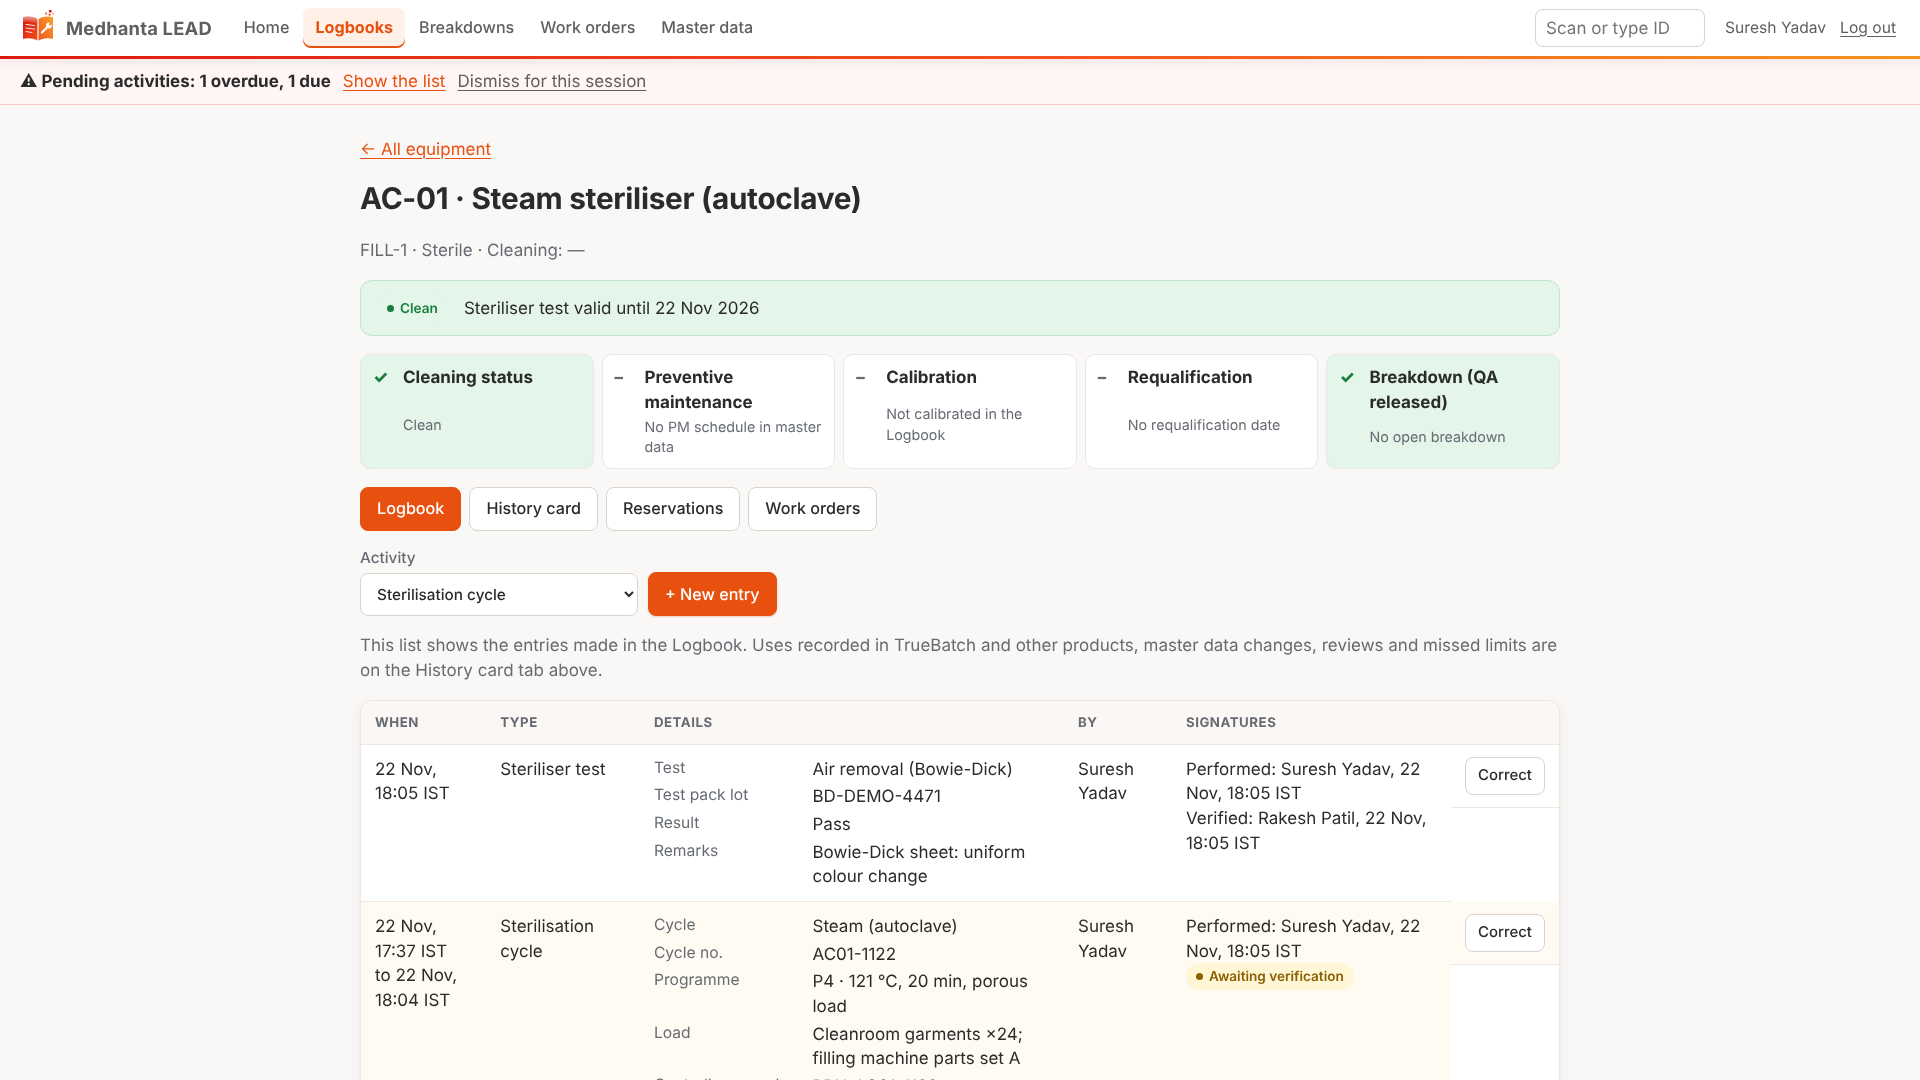 Medhanta LEAD
Home
Logbooks
Breakdowns
Work orders
Master data
Scan or type ID
Suresh Yadav
Log out
Pending activities: 1 overdue, 1 due
Show the list
Dismiss for this session
← All equipment
AC-01 · Steam steriliser (autoclave)
FILL-1 · Sterile · Cleaning: —
Clean
Steriliser test valid until 22 Nov 2026
Cleaning status
Clean
Preventive
maintenance
No PM schedule in master
data
Calibration
Not calibrated in the
Logbook
Requalification
No requalification date
Breakdown (QA
released)
No open breakdown
Logbook
History card
Reservations
Work orders
Activity
Sterilisation cycle
+ New entry
This list shows the entries made in the Logbook. Uses recorded in TrueBatch and other products, master data changes, reviews and missed limits are
on the History card tab above.
WHEN
TYPE
DETAILS
BY
SIGNATURES
22 Nov,
18:05 IST
Steriliser test
Test
Air removal (Bowie-Dick)
Test pack lot
BD-DEMO-4471
Result
Pass
Remarks
Bowie-Dick sheet: uniform
colour change
Suresh
Yadav
Performed: Suresh Yadav, 22
Nov, 18:05 IST
Verified: Rakesh Patil, 22 Nov,
18:05 IST
Correct
22 Nov,
17:37 IST
to 22 Nov,
18:04 IST
Sterilisation
cycle
Cycle
Steam (autoclave)
Cycle no.
AC01-1122
Programme
P4 · 121 °C, 20 min, porous
load
Load
Cleanroom garments ×24;
filling machine parts set A
Suresh
Yadav
Performed: Suresh Yadav, 22
Nov, 18:05 IST
Awaiting verification
Correct